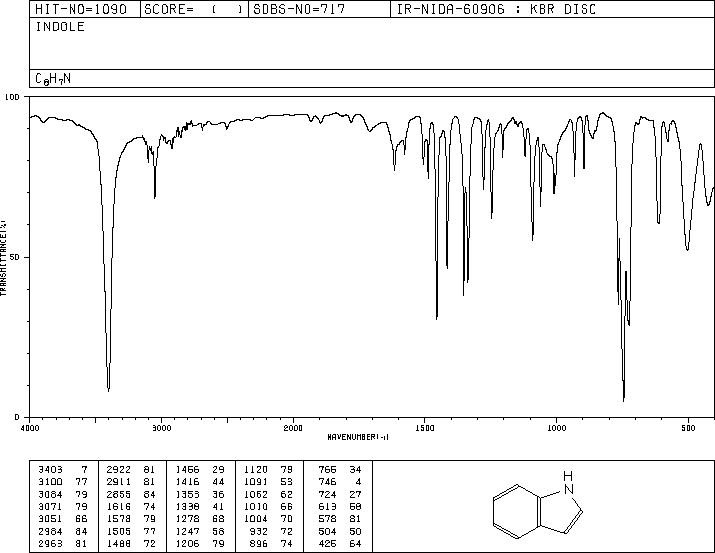 HIT-NO=1090 SCORE= ( ) SDBS-NO=717 IR-NIDA-60906 : KBR DISC
INDOLE
C8H7N
100
TRANSMITTANCE(%)
50
0
4000 3000 2000 1500 1000 500
WAVENUMBER(-1)
3403 7 2922 81 1456 29 1120 79 766 34
3100 77 2911 81 1416 44 1091 53 746 4
3084 79 2855 84 1353 36 1062 62 724 27
3071 79 1616 74 1338 41 1010 66 613 58
3051 66 1578 79 1278 68 1004 70 578 81
2984 84 1505 77 1247 58 932 72 504 50
2963 81 1488 72 1206 79 896 74 426 64
H
N